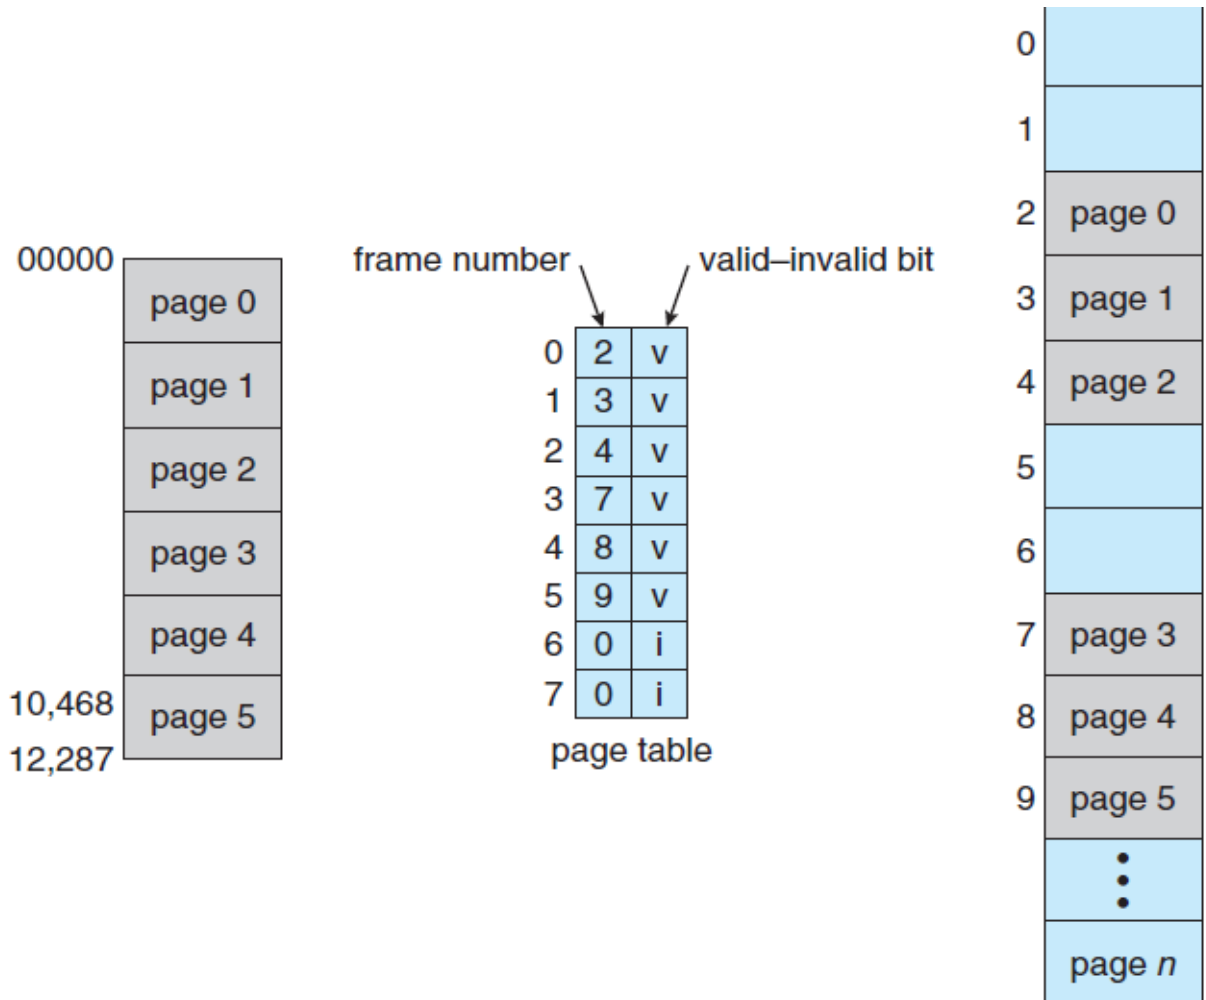 00000
page 0
page 1
page 2
page 3
page 4
10,468
page 5
12,287
frame number
valid–invalid bit
0 2 v
1 3 v
2 4 v
3 7 v
4 8 v
5 9 v
6 0 i
7 0 i
page table
0
1
2 page 0
3 page 1
4 page 2
5
6
7 page 3
8 page 4
9 page 5
page n